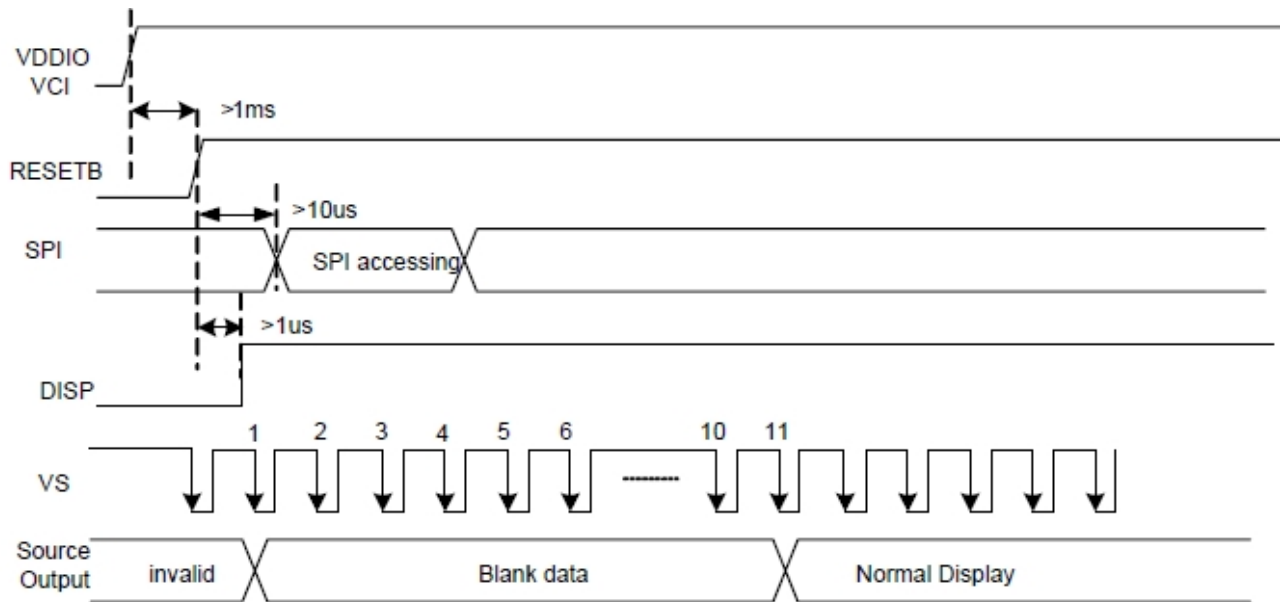 VDDIO
VCI
>1ms
RESETB
>10us
SPI
SPI accessing
>1us
DISP
1 2 3 4 5 6 10 11
VS
Source
Output
invalid
Blank data
Normal Display